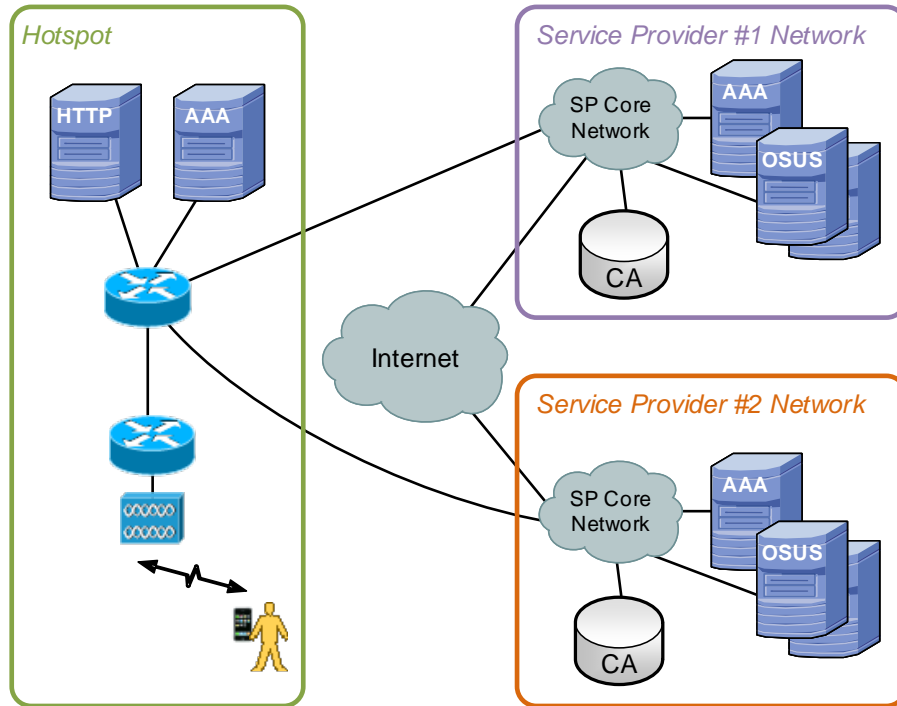 Hotspot
HTTP
AAA
Service Provider #1 Network
SP Core
Network
AAA
OSUS
CA
Internet
Service Provider #2 Network
SP Core
Network
AAA
OSUS
CA